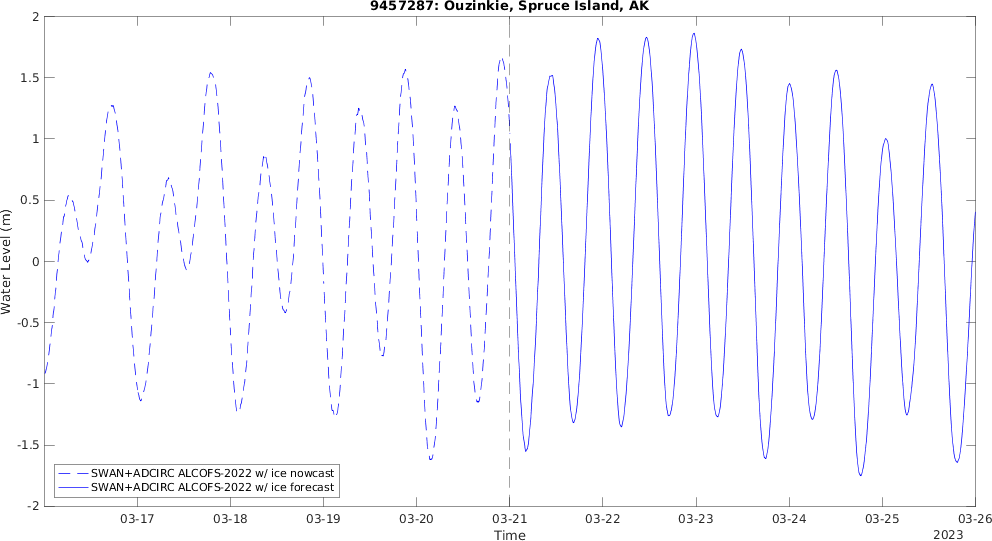 9457287: Ouzinkie, Spruce Island, AK
2
1.5
1
0.5
0
-0.5
-1
-1.5
-2
Water Level (m)
SWAN+ADCIRC ALCOFS-2022 w/ ice nowcast
SWAN+ADCIRC ALCOFS-2022 w/ ice forecast
03-17 03-18 03-19 03-20 03-21 03-22 03-23 03-24 03-25 03-26
Time
2023